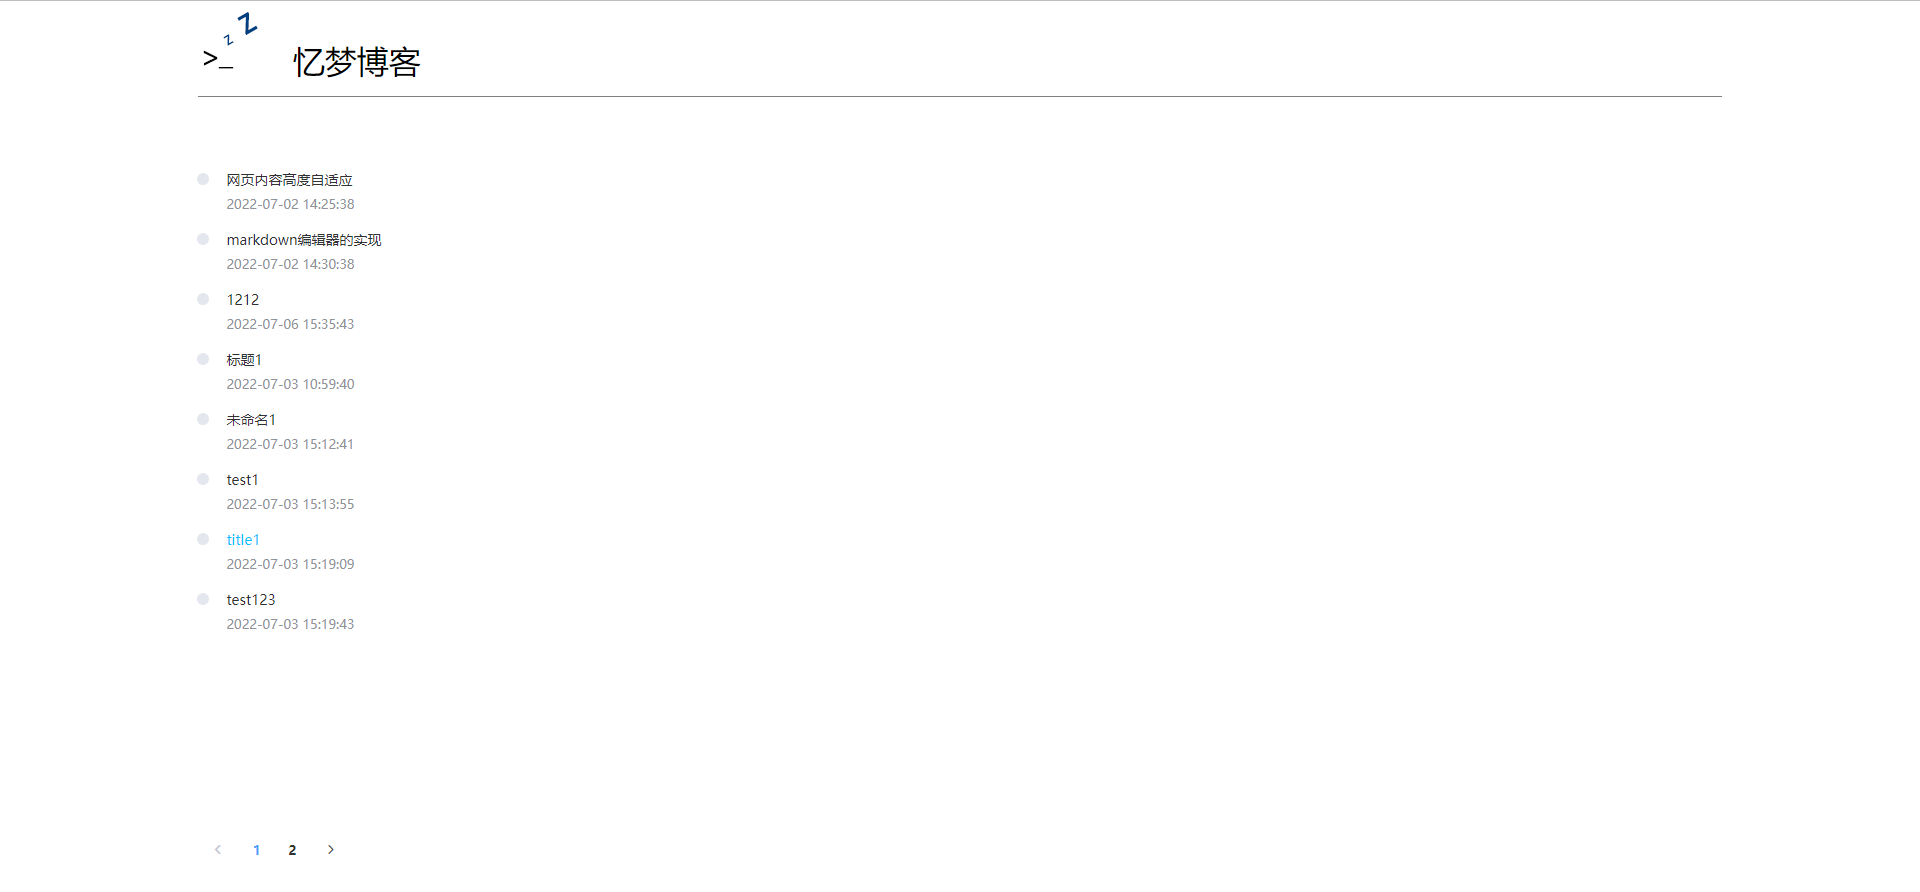 z Z
>_ 忆梦博客
网页内容高度自适应
2022-07-02 14:25:38
markdown编辑器的实现
2022-07-02 14:30:38
1212
2022-07-06 15:35:43
标题1
2022-07-03 10:59:40
未命名1
2022-07-03 15:12:41
test1
2022-07-03 15:13:55
title1
2022-07-03 15:19:09
test123
2022-07-03 15:19:43
1 2